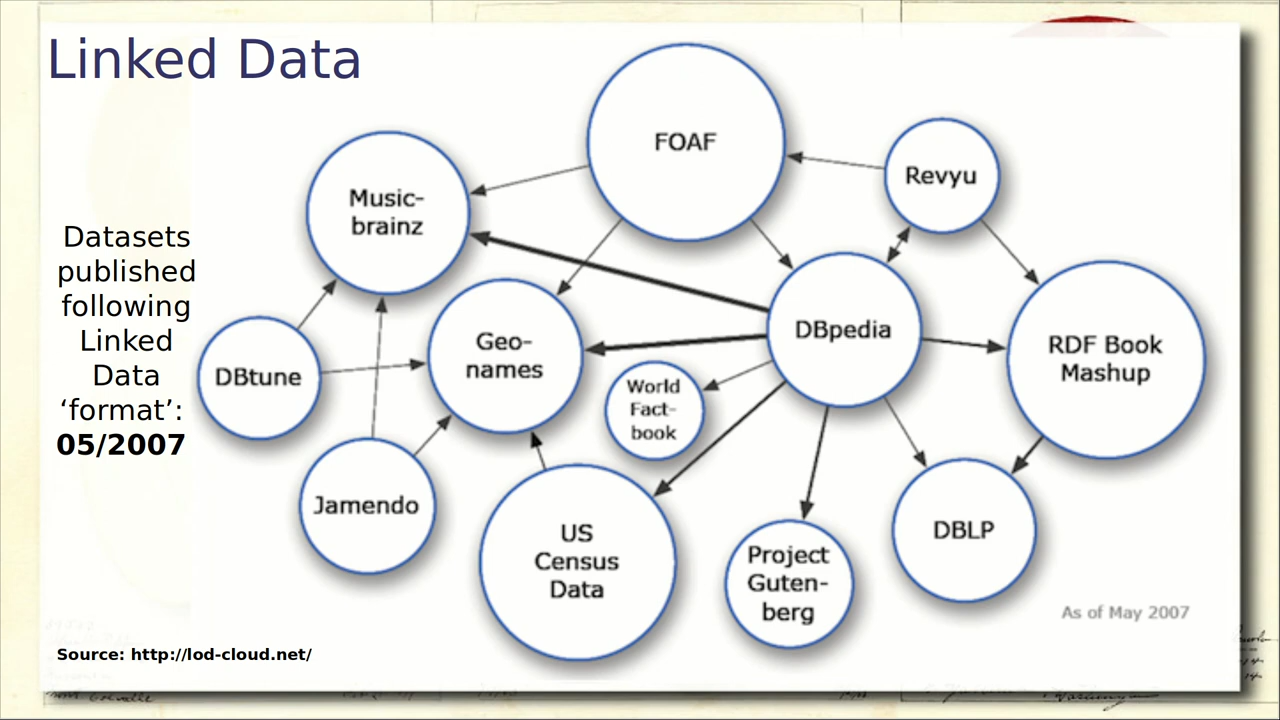 Linked Data
FOAF
Revyu
Music-
brainz
Datasets
published
following
Linked
Data
‘format’:
05/2007
DBpedia
Geo-
names
RDF Book
Mashup
DBtune
World
Fact-
book
Jamendo
US
Census
Data
Project
Guten-
berg
DBLP
As of May 2007
Source: http://lod-cloud.net/